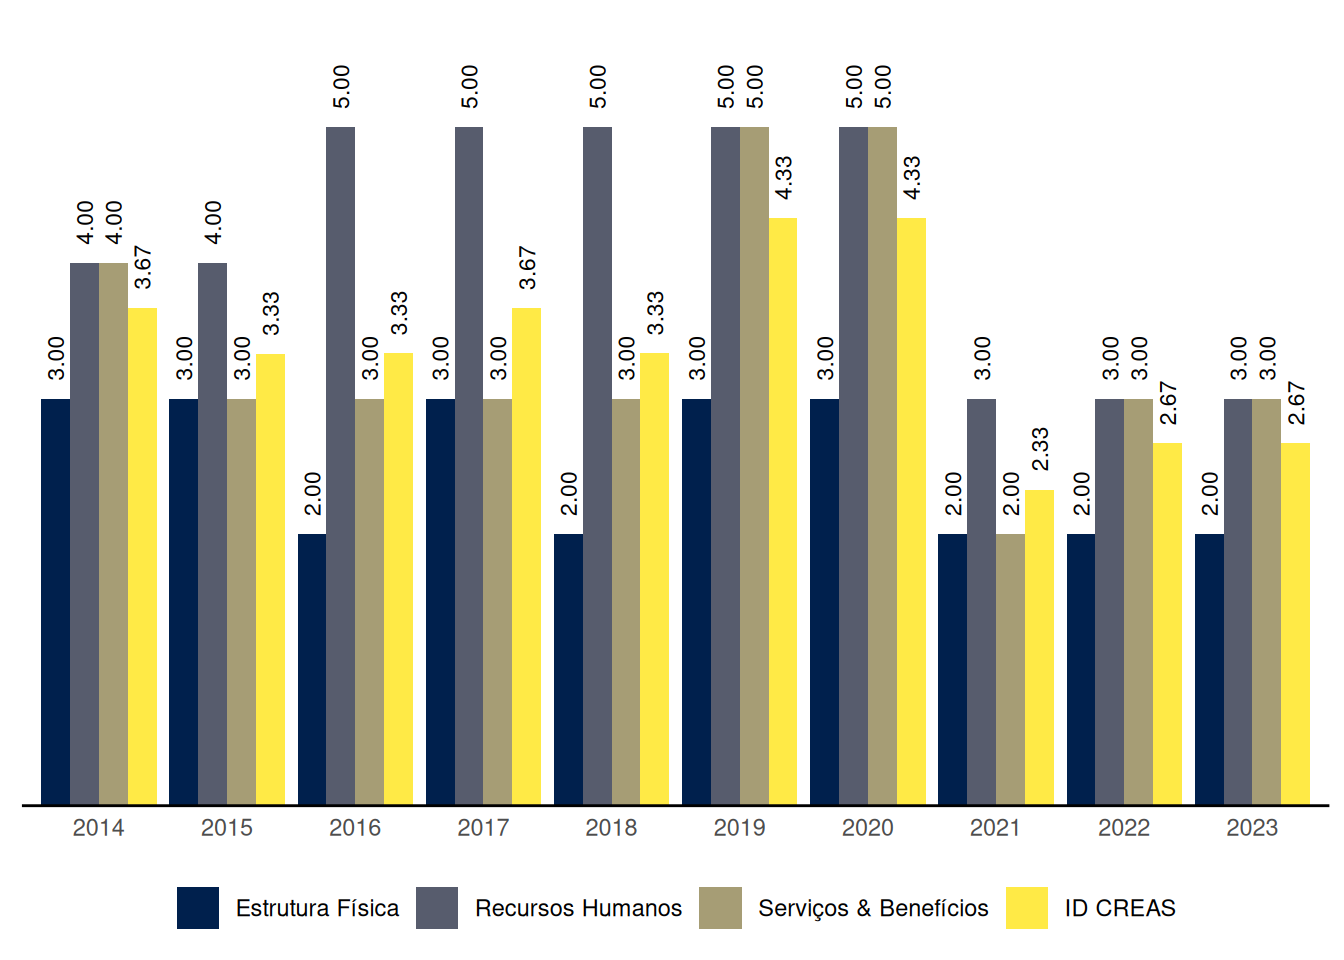 3.00 4.00 4.00 3.67
3.00 4.00 3.00 3.33
2.00 5.00 3.00 3.33
3.00 5.00 3.00 3.67
2.00 5.00 3.00 3.33
3.00 5.00 5.00 4.33
3.00 5.00 5.00 4.33
2.00 3.00 2.00 2.33
2.00 3.00 3.00 2.67
2.00 3.00 3.00 2.67
2014 2015 2016 2017 2018 2019 2020 2021 2022 2023
Estrutura Física Recursos Humanos Serviços & Benefícios ID CREAS